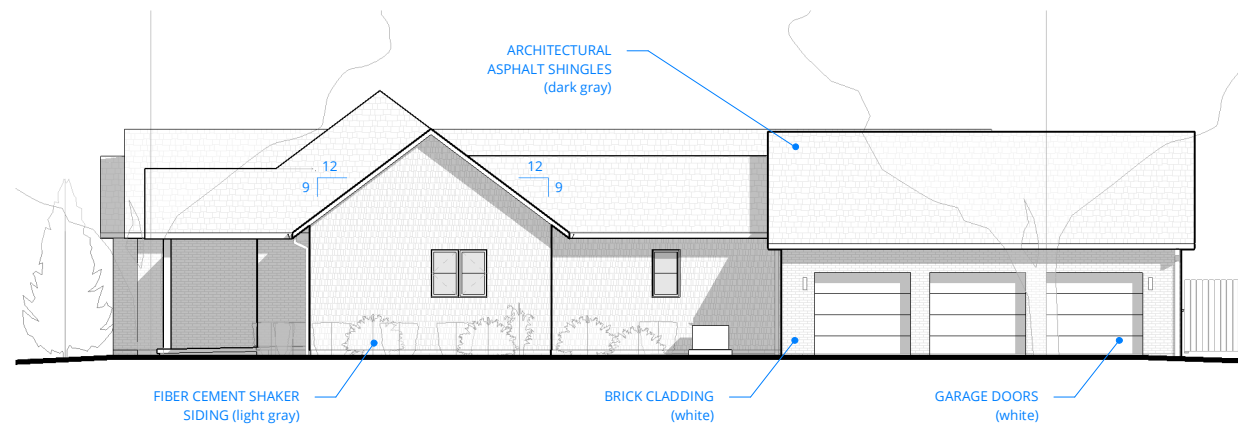 ARCHITECTURAL
ASPHALT SHINGLES
(dark gray)
12
9
12
9
FIBER CEMENT SHAKER
SIDING (light gray)
BRICK CLADDING
(white)
GARAGE DOORS
(white)